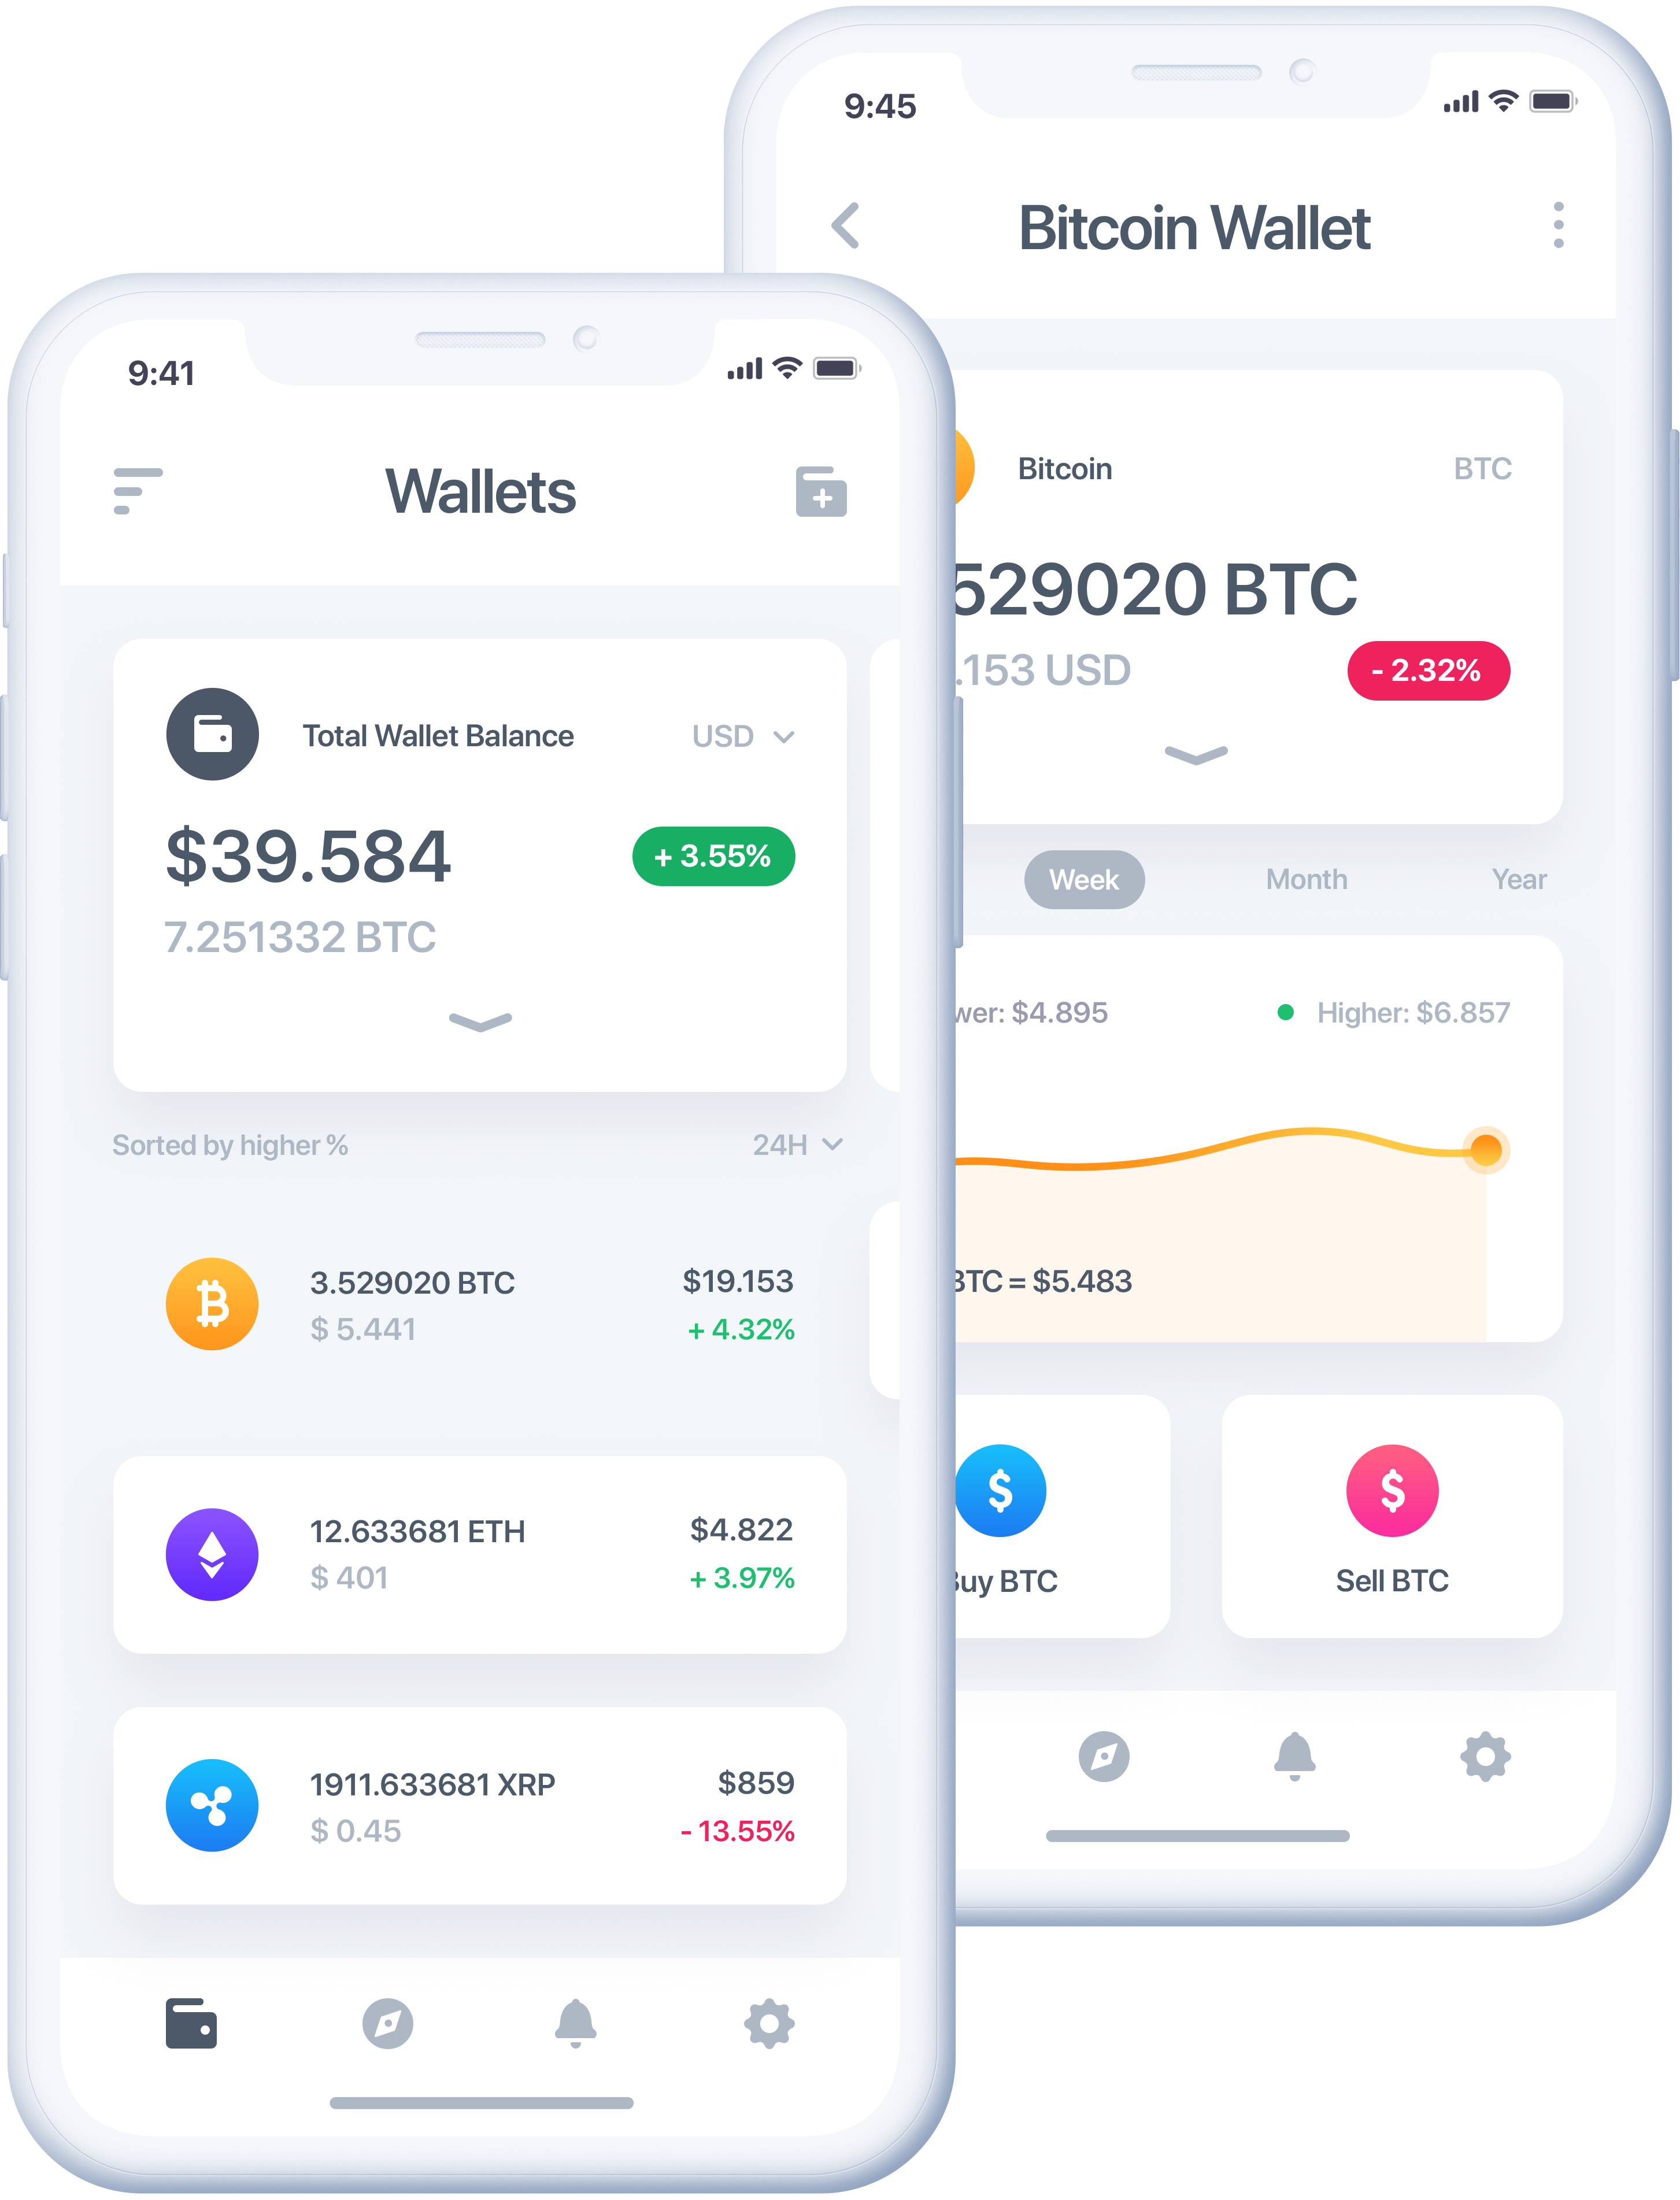 9:41
Wallets
Total Wallet Balance
USD
$39.584
+ 3.55%
7.251332 BTC
Sorted by higher %
24H
3.529020 BTC
$19.153
$ 5.441
+ 4.32%
12.633681 ETH
$4.822
$ 401
+ 3.97%
1911.633681 XRP
$859
$ 0.45
- 13.55%
9:45
Bitcoin Wallet
Bitcoin
BTC
529020 BTC
.153 USD
- 2.32%
Week
Month
Year
wer: $4.895
Higher: $6.857
BTC = $5.483
Buy BTC
Sell BTC